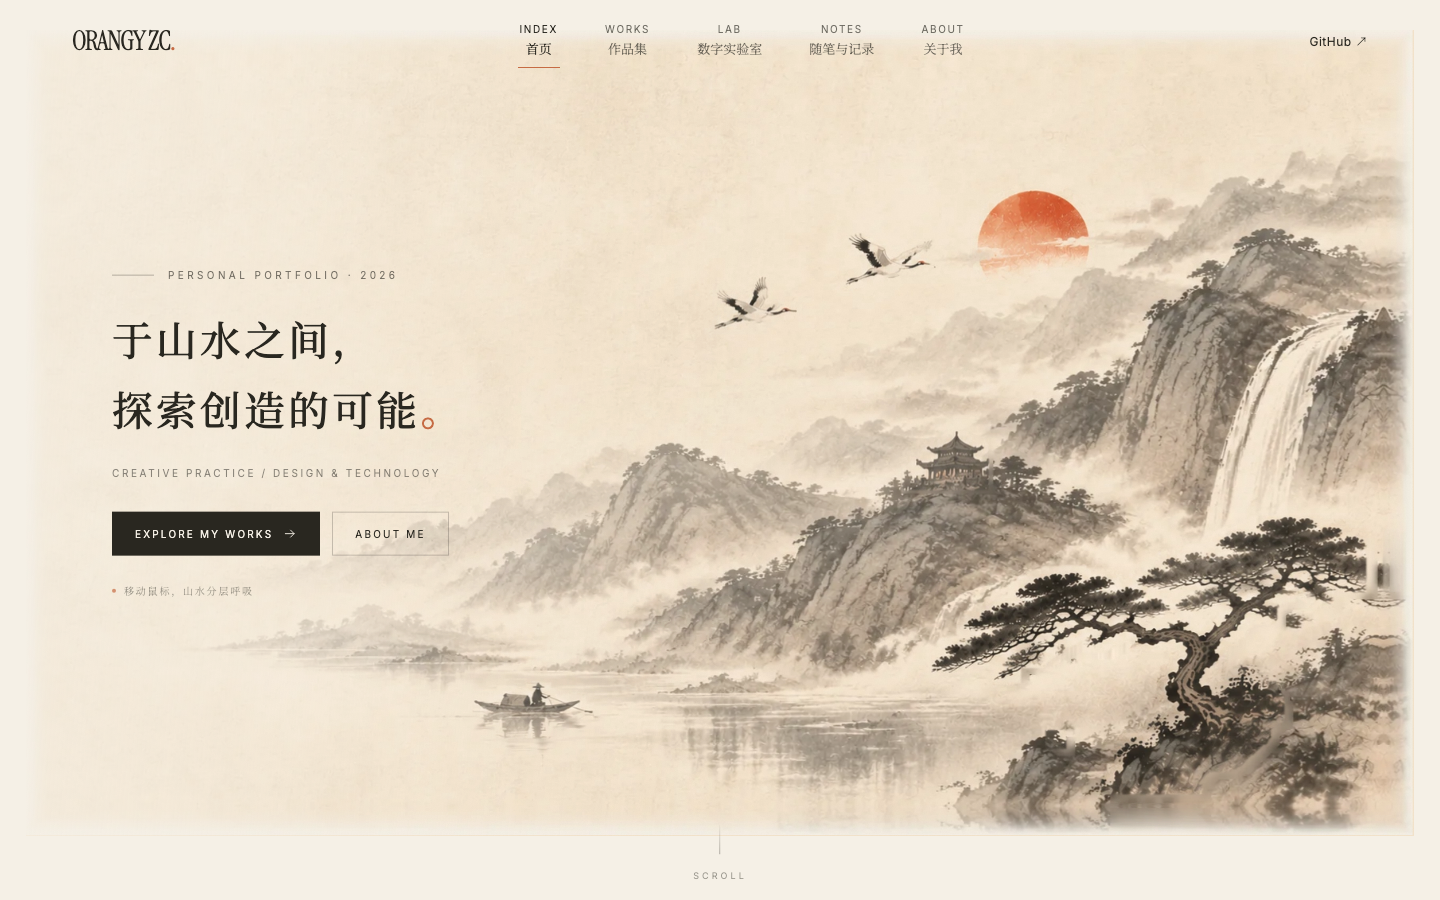 ORANGY ZC.
INDEX
首页
WORKS
作品集
LAB
数字实验室
NOTES
随笔与记录
ABOUT
关于我
GitHub ↗
PERSONAL PORTFOLIO · 2026
于山水之间，
探索创造的可能。
CREATIVE PRACTICE / DESIGN & TECHNOLOGY
EXPLORE MY WORKS →
ABOUT ME
移动鼠标，山水分层呼吸
SCROLL